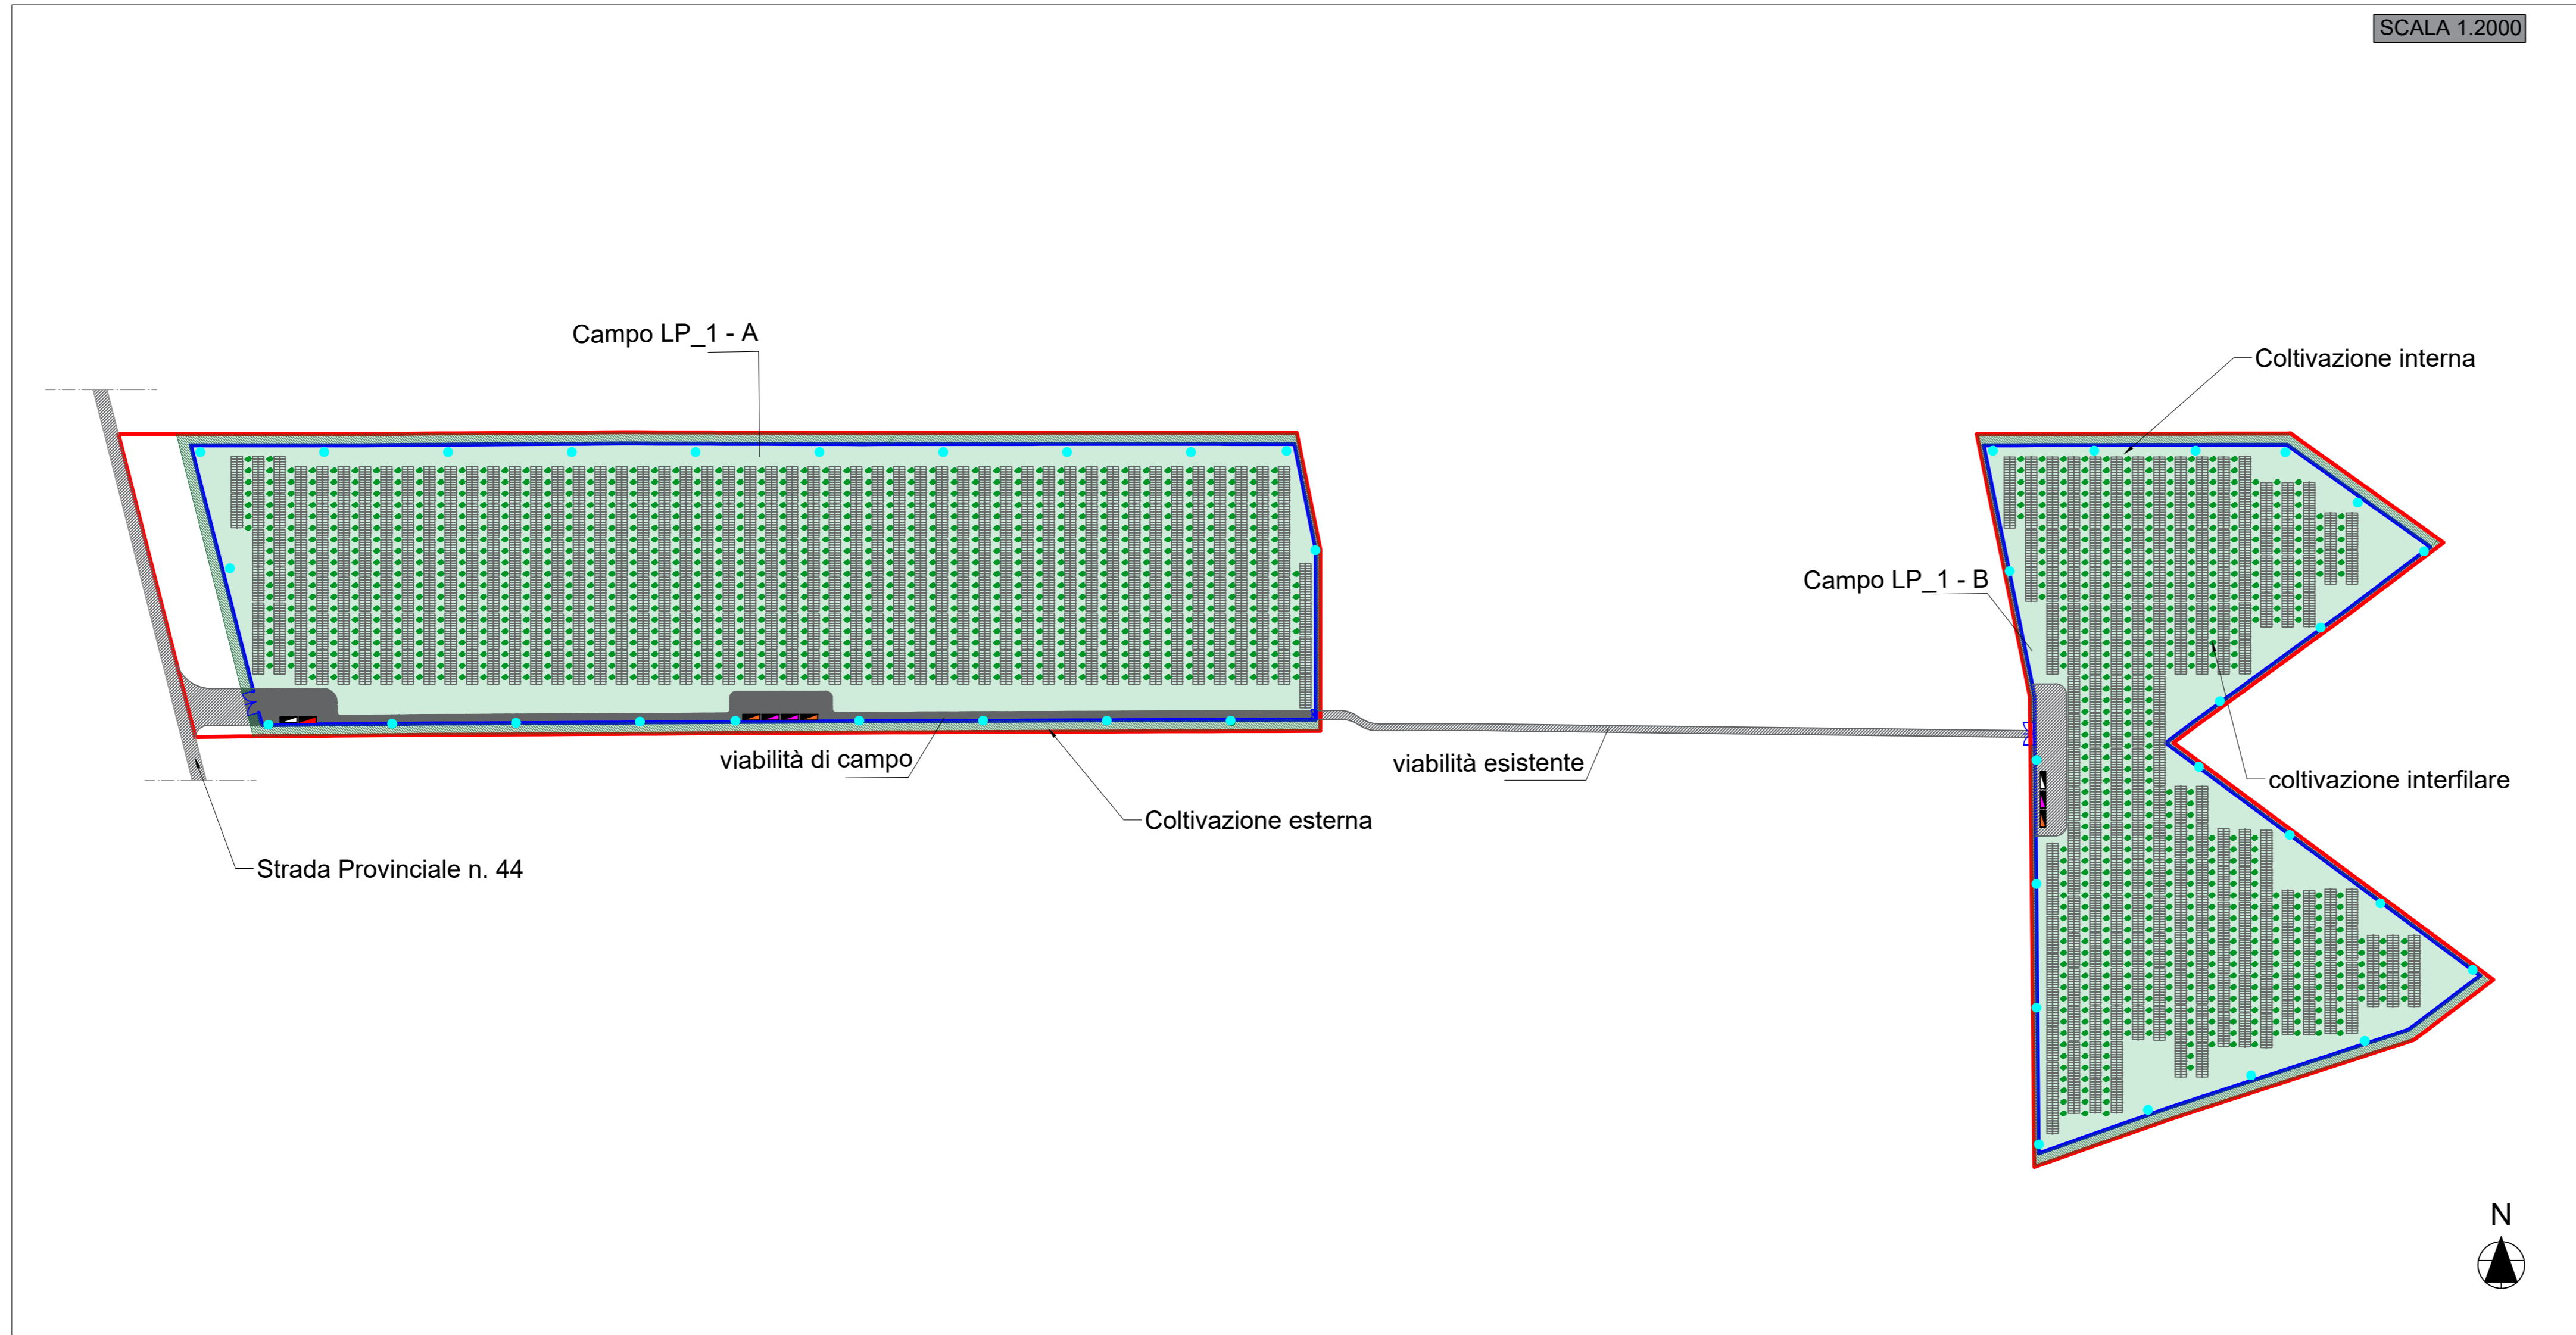 SCALA 1.2000
Campo LP_1 - A
Coltivazione interna
Campo LP_1 - B
viabilità di campo
viabilità esistente
coltivazione interfilare
Coltivazione esterna
Strada Provinciale n. 44
N